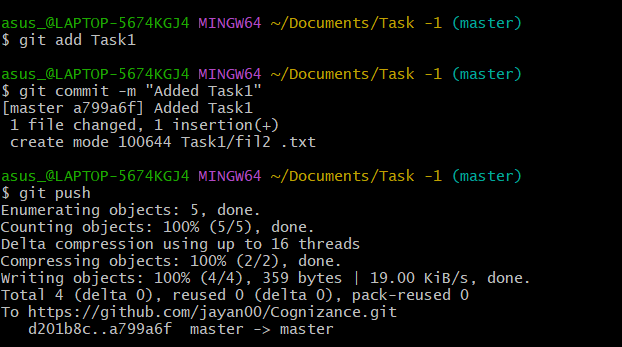 asus_@LAPTOP-5674KGJ4 MINGW64 ~/Documents/Task -1 (master)
$ git add Task1
asus_@LAPTOP-5674KGJ4 MINGW64 ~/Documents/Task -1 (master)
$ git commit -m "Added Task1"
[master a799a6f] Added Task1
 1 file changed, 1 insertion(+)
 create mode 100644 Task1/fil2 .txt
asus_@LAPTOP-5674KGJ4 MINGW64 ~/Documents/Task -1 (master)
$ git push
Enumerating objects: 5, done.
Counting objects: 100% (5/5), done.
Delta compression using up to 16 threads
Compressing objects: 100% (2/2), done.
Writing objects: 100% (4/4), 359 bytes | 19.00 KiB/s, done.
Total 4 (delta 0), reused 0 (delta 0), pack-reused 0
To https://github.com/jayan00/Cognizance.git
   d201b8c..a799a6f  master -> master